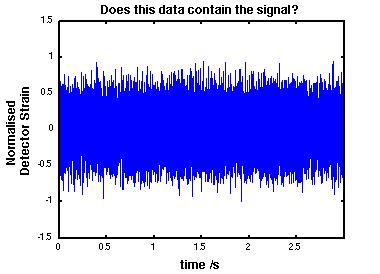 Does this data contain the signal?
Normalised
Detector Strain
1.5
1
0.5
0
-0.5
-1
-1.5
0 0.5 1 1.5 2 2.5
time /s